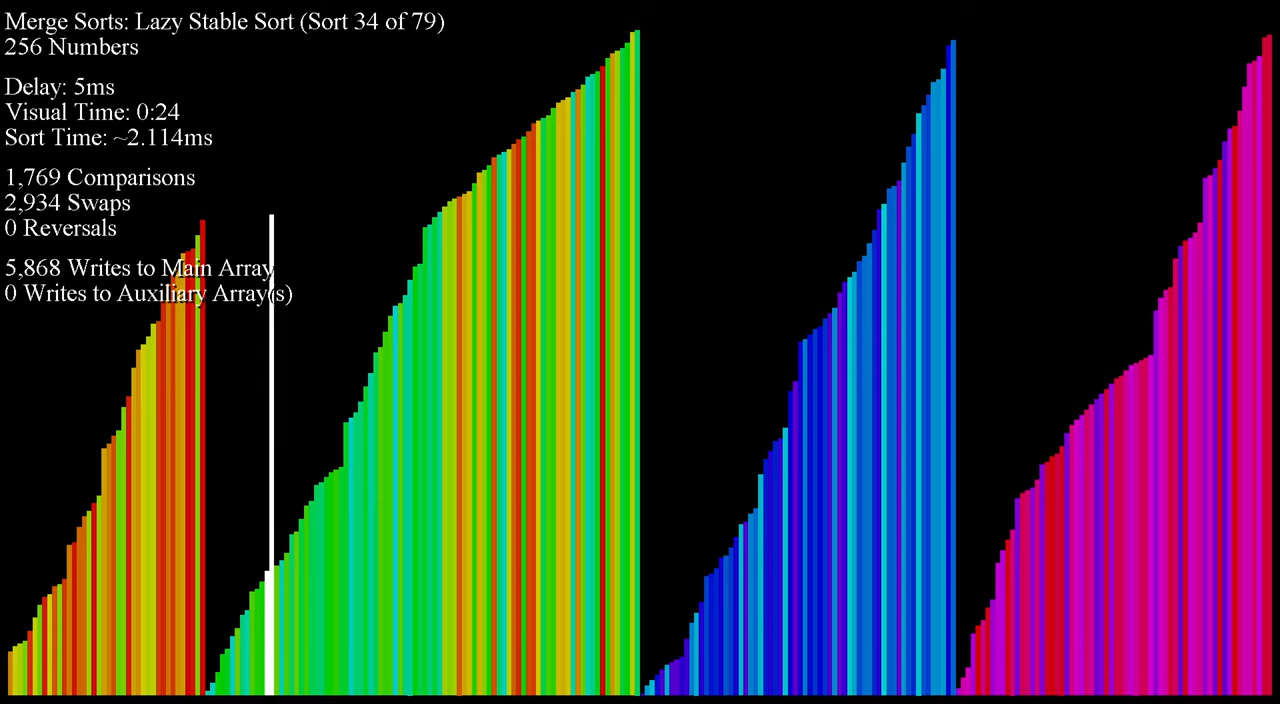 Merge Sorts: Lazy Stable Sort (Sort 34 of 79)
256 Numbers
Delay: 5ms
Visual Time: 0:24
Sort Time: ~2.114ms
1,769 Comparisons
2,934 Swaps
0 Reversals
5,868 Writes to Main Array
0 Writes to Auxiliary Array(s)